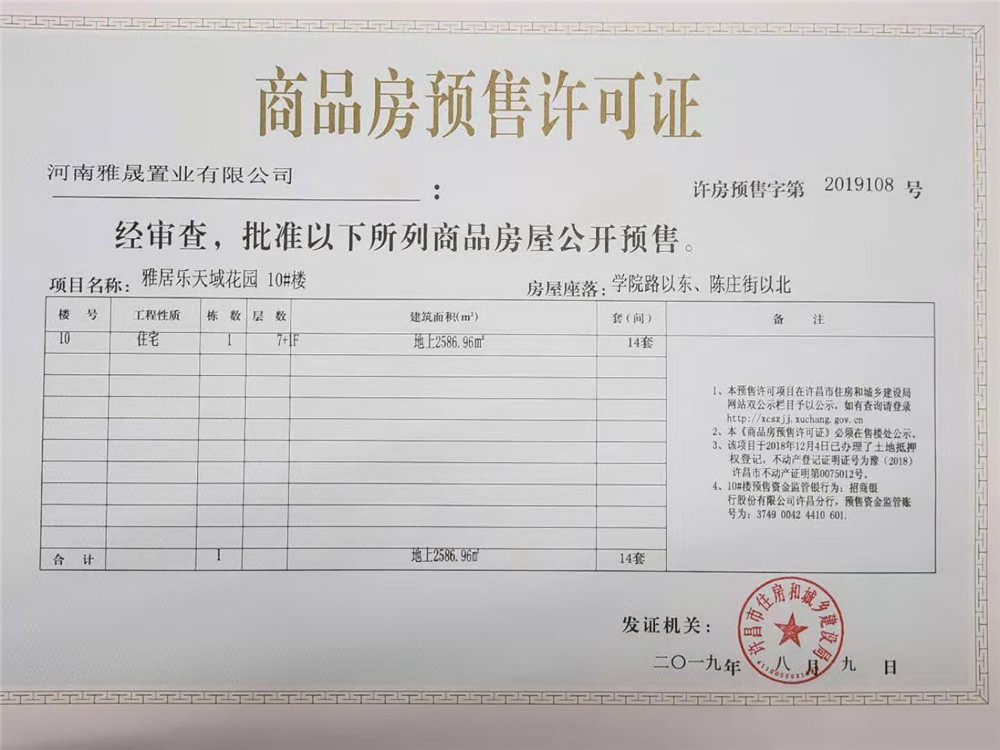 商品房预售许可证
河南雅晟置业有限公司
:
许房预售字第 2019108 号
经审查，批准以下所列商品房屋公开预售。
项目名称: 雅居乐天域花园 10#楼
房屋座落: 学院路以东、陈庄街以北
楼 号 工程性质 栋 数 层 数 建筑面积(m²) 套(间) 备 注
10 住宅 1 7+1F 地上2586.96㎡ 14套
1、本预售许可项目在许昌市住房和城乡建设局
网站双公示栏目予以公示，如有查询请登录
http://xcszjj.xuchang.gov.cn
2、本《商品房预售许可证》必须在售楼处公示。
3、该项目于2018年12月4日已办理了土地抵押
权登记，不动产登记证明证号为豫（2018）
许昌市不动产证明第0075012号。
4、10#楼预售资金监管银行为：招商银
行股份有限公司许昌分行，预售资金监管账
号为：3749 0042 4410 601.
合 计 1 地上2586.96㎡ 14套
发证机关:
许昌市住房和城乡建设局
二〇一九年 八月 九 日